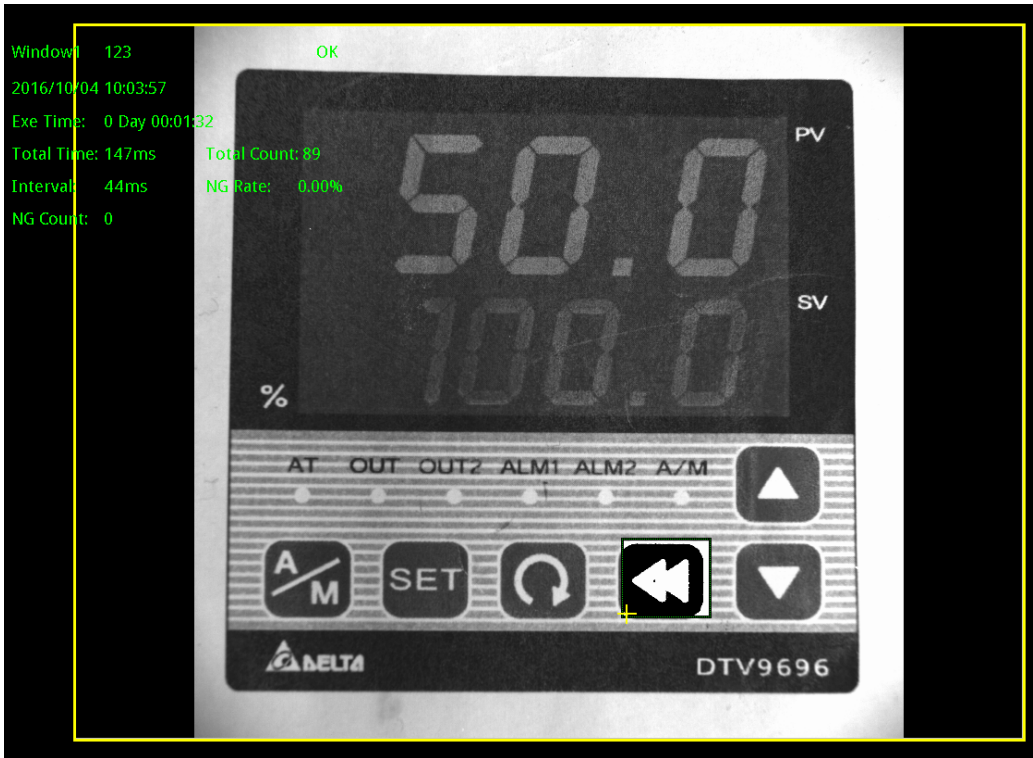 Window1 123 OK
2016/10/04 10:03:57
Exe Time: 0 Day 00:01:32
Total Time: 147ms Total Count: 89
Interval: 44ms NG Rate: 0.00%
NG Count: 0
50.0 PV
SV
100.0
%
AT OUT OUT2 ALM1 ALM2 A/M
A/M SET
DELTA DTV9696